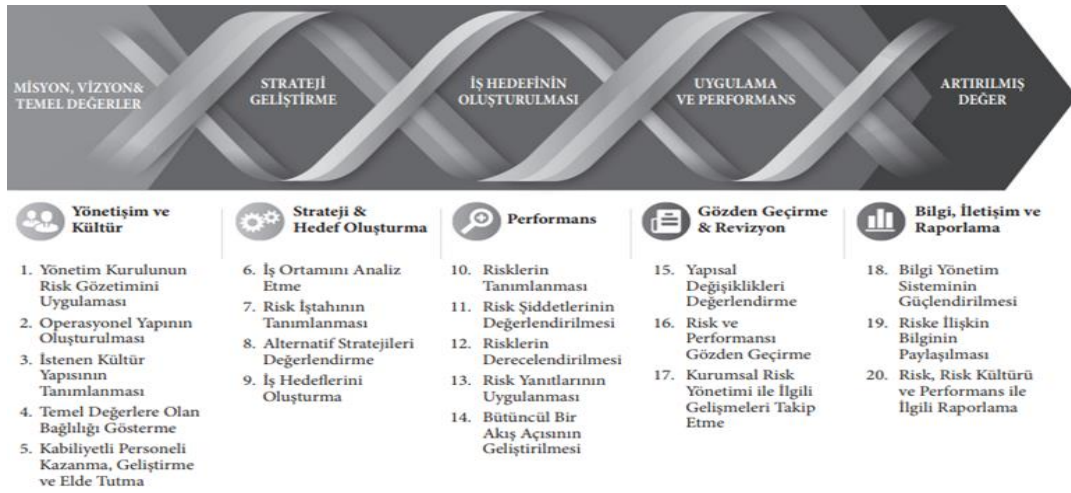 MİSYON, VİZYON&
TEMEL DEĞERLER
STRATEJİ
GELİŞTİRME
İŞ HEDEFİNİN
OLUŞTURULMASI
UYGULAMA
VE PERFORMANS
ARTIRILMIŞ
DEĞER
Yönetişim ve
Kültür
1. Yönetim Kurulunun
Risk Gözetimini
Uygulaması
2. Operasyonel Yapının
Oluşturulması
3. İstenen Kültür
Yapısının
Tanımlanması
4. Temel Değerlere Olan
Bağlılığı Gösterme
5. Kabiliyetli Personeli
Kazanma, Geliştirme
ve Elde Tutma
Strateji &
Hedef Oluşturma
6. İş Ortamını Analiz
Etme
7. Risk İştahının
Tanımlanması
8. Alternatif Stratejileri
Değerlendirme
9. İş Hedeflerini
Oluşturma
Performans
10. Risklerin
Tanımlanması
11. Risk Şiddetlerinin
Değerlendirilmesi
12. Risklerin
Derecelendirilmesi
13. Risk Yanıtlarının
Uygulanması
14. Bütüncül Bir
Akış Açısının
Geliştirilmesi
Gözden Geçirme
& Revizyon
15. Yapısal
Değişiklikleri
Değerlendirme
16. Risk ve
Performansı
Gözden Geçirme
17. Kurumsal Risk
Yönetimi ile İlgili
Gelişmeleri Takip
Etme
Bilgi, İletişim ve
Raporlama
18. Bilgi Yönetim
Sisteminin
Güçlendirilmesi
19. Riske İlişkin
Bilginin
Paylaşılması
20. Risk, Risk Kültürü
ve Performans ile
İlgili Raporlama